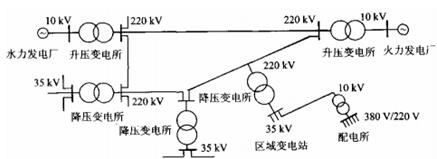 10 kV
220 kV
220 kV
10 kV
水力发电厂
升压变电所
升压变电所
火力发电厂
35 kV
220 kV
220 kV
10 kV
降压变电所
降压变电所
降压变电所
35 kV
35 kV
区域变电站
380 V/220 V
配电所